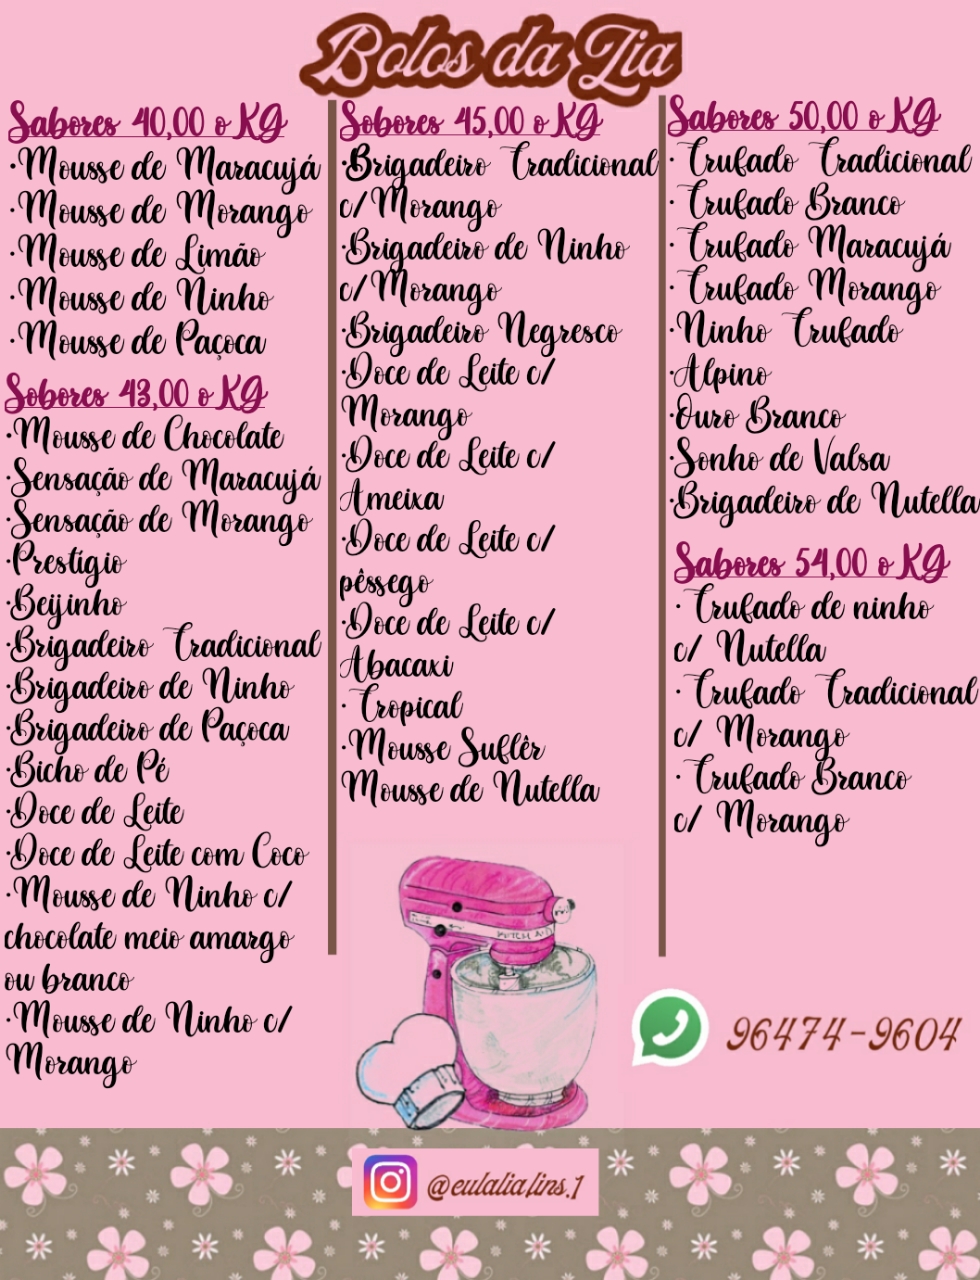 Bolos da Lia
Sabores 40,00 o KG
·Mousse de Maracujá
·Mousse de Morango
·Mousse de Limão
·Mousse de Ninho
·Mousse de Paçoca
Sobores 43,00 o KG
·Mousse de Chocolate
·Sensação de Maracujá
·Sensação de Morango
·Prestígio
·Beijinho
·Brigadeiro Tradicional
·Brigadeiro de Ninho
·Brigadeiro de Paçoca
·Bicho de Pé
·Doce de Leite
·Doce de Leite com Coco
·Mousse de Ninho c/
chocolate meio amargo
ou branco
·Mousse de Ninho c/
Morango
Sobores 45,00 o KG
·Brigadeiro Tradicional
c/Morango
·Brigadeiro de Ninho
c/Morango
·Brigadeiro Negresco
·Doce de Leite c/
Morango
·Doce de Leite c/
Ameixa
·Doce de Leite c/
pêssego
·Doce de Leite c/
Abacaxi
· Tropical
·Mousse Suflêr
Mousse de Nutella
Sabores 50,00 o KG
· Trufado Tradicional
· Trufado Branco
· Trufado Maracujá
· Trufado Morango
·Ninho Trufado
·Alpino
·Ouro Branco
·Sonho de Valsa
·Brigadeiro de Nutella
Sabores 54,00 o KG
· Trufado de ninho
c/ Nutella
· Trufado Tradicional
c/ Morango
· Trufado Branco
c/ Morango
96474-9604
@eulalialins.1